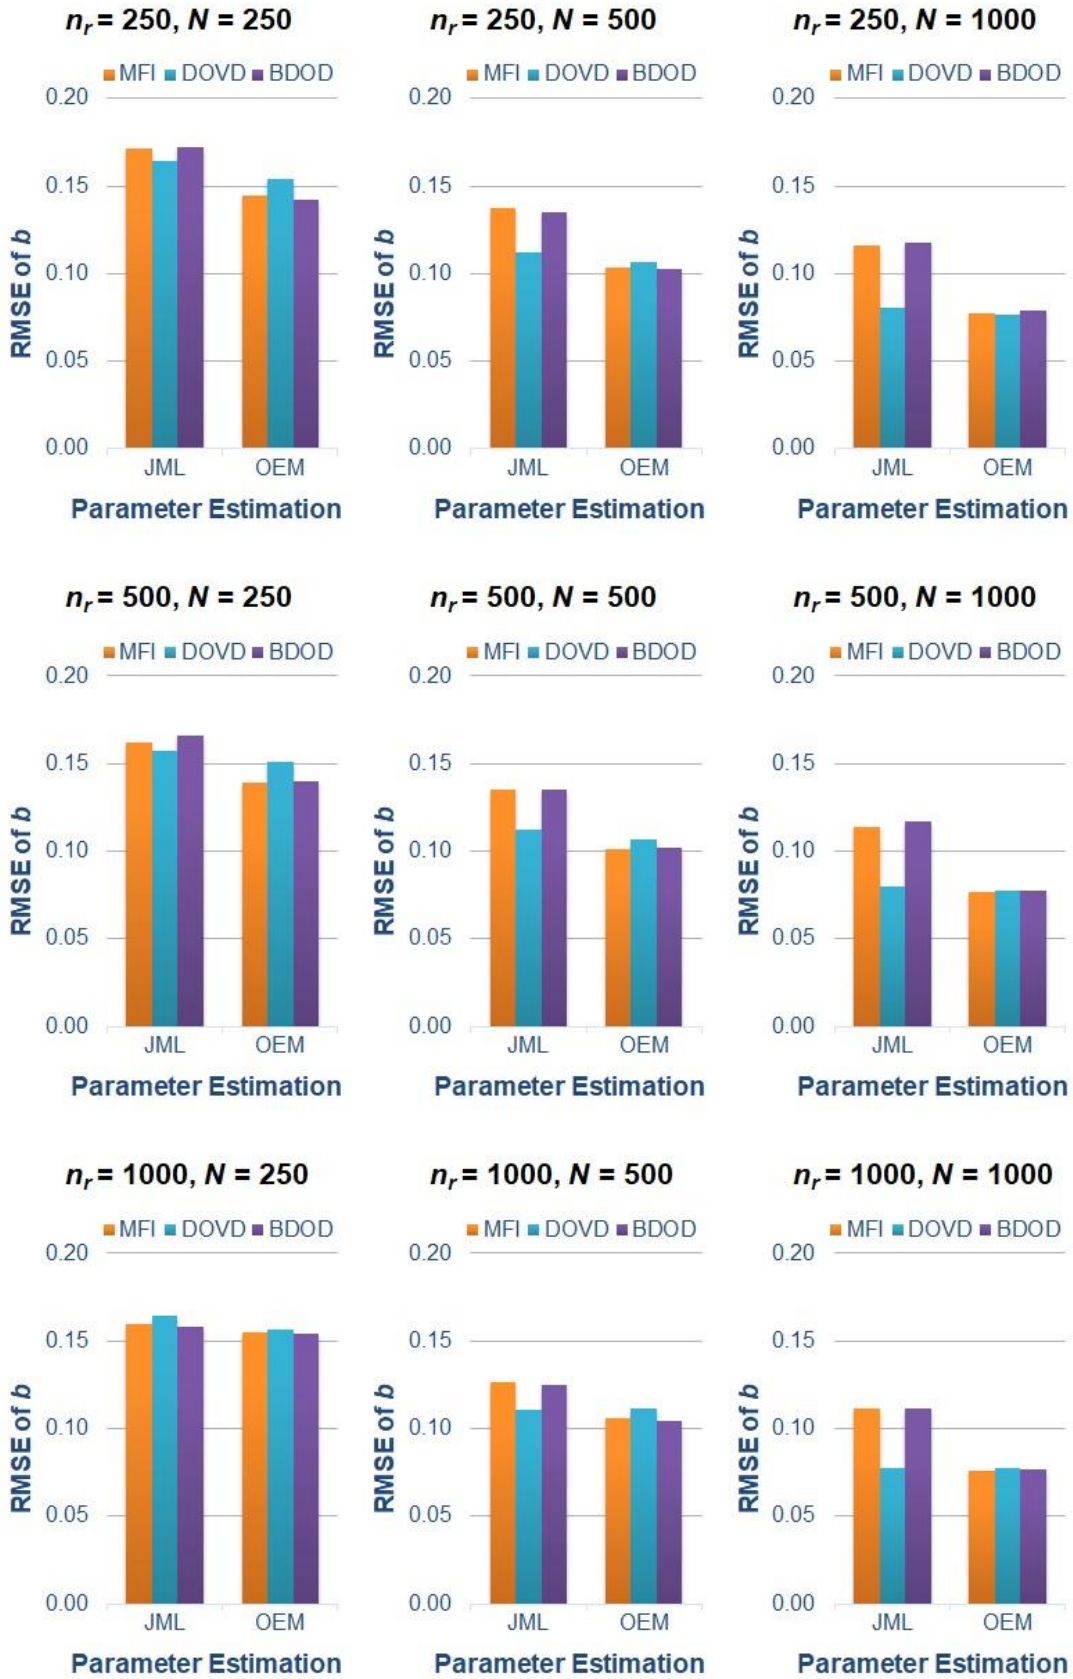 nr = 250, N = 250
MFI DOVD BDOD
0.20
0.15
0.10
0.05
0.00
RMSE of b
JML OEM
Parameter Estimation
nr = 250, N = 500
MFI DOVD BDOD
0.20
0.15
0.10
0.05
0.00
RMSE of b
JML OEM
Parameter Estimation
nr = 250, N = 1000
MFI DOVD BDOD
0.20
0.15
0.10
0.05
0.00
RMSE of b
JML OEM
Parameter Estimation
nr = 500, N = 250
MFI DOVD BDOD
0.20
0.15
0.10
0.05
0.00
RMSE of b
JML OEM
Parameter Estimation
nr = 500, N = 500
MFI DOVD BDOD
0.20
0.15
0.10
0.05
0.00
RMSE of b
JML OEM
Parameter Estimation
nr = 500, N = 1000
MFI DOVD BDOD
0.20
0.15
0.10
0.05
0.00
RMSE of b
JML OEM
Parameter Estimation
nr = 1000, N = 250
MFI DOVD BDOD
0.20
0.15
0.10
0.05
0.00
RMSE of b
JML OEM
Parameter Estimation
nr = 1000, N = 500
MFI DOVD BDOD
0.20
0.15
0.10
0.05
0.00
RMSE of b
JML OEM
Parameter Estimation
nr = 1000, N = 1000
MFI DOVD BDOD
0.20
0.15
0.10
0.05
0.00
RMSE of b
JML OEM
Parameter Estimation